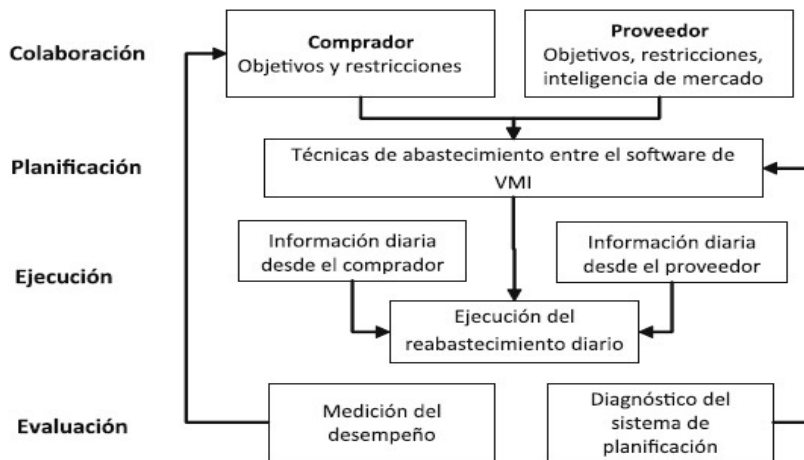 Colaboración
Comprador
Objetivos y restricciones
Proveedor
Objetivos, restricciones,
inteligencia de mercado
Planificación
Técnicas de abastecimiento entre el software de
VMI
Ejecución
Información diaria
desde el comprador
Información diaria
desde el proveedor
Ejecución del
reabastecimiento diario
Evaluación
Medición del
desempeño
Diagnóstico del
sistema de
planificación